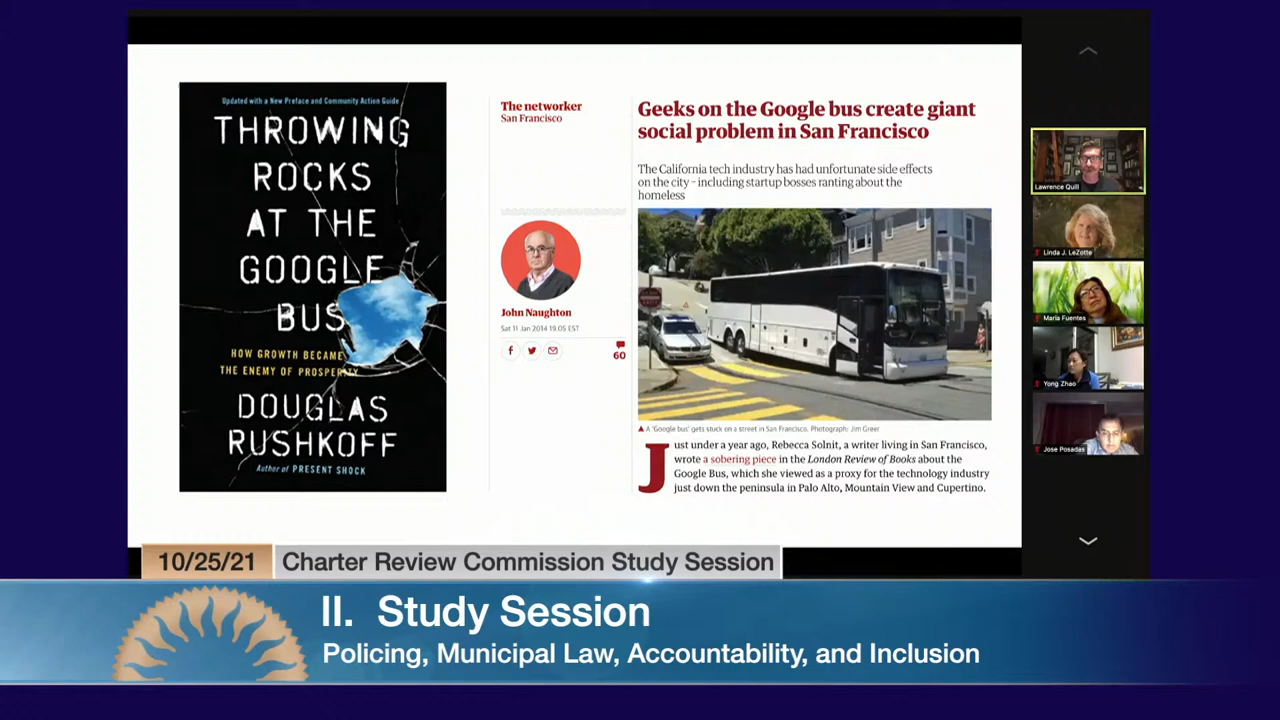 Updated with a New Preface and Community Action Guide
THROWING
ROCKS
AT THE
GOOGLE
BUS
HOW GROWTH BECAME
THE ENEMY OF PROSPERITY
DOUGLAS
RUSHKOFF
Author of PRESENT SHOCK
The networker
San Francisco
John Naughton
Sat 11 Jan 2014 19.05 EST
60
Geeks on the Google bus create giant
social problem in San Francisco
The California tech industry has had unfortunate side effects
on the city – including startup bosses ranting about the
homeless
A 'Google bus' gets stuck on a street in San Francisco. Photograph: Jim Greer
Just under a year ago, Rebecca Solnit, a writer living in San Francisco,
wrote a sobering piece in the London Review of Books about the
Google Bus, which she viewed as a proxy for the technology industry
just down the peninsula in Palo Alto, Mountain View and Cupertino.
Lawrence Quill
Linda J. LeZotte
Maria Fuentes
Yong Zhao
Jose Posadas
10/25/21
Charter Review Commission Study Session
II. Study Session
Policing, Municipal Law, Accountability, and Inclusion